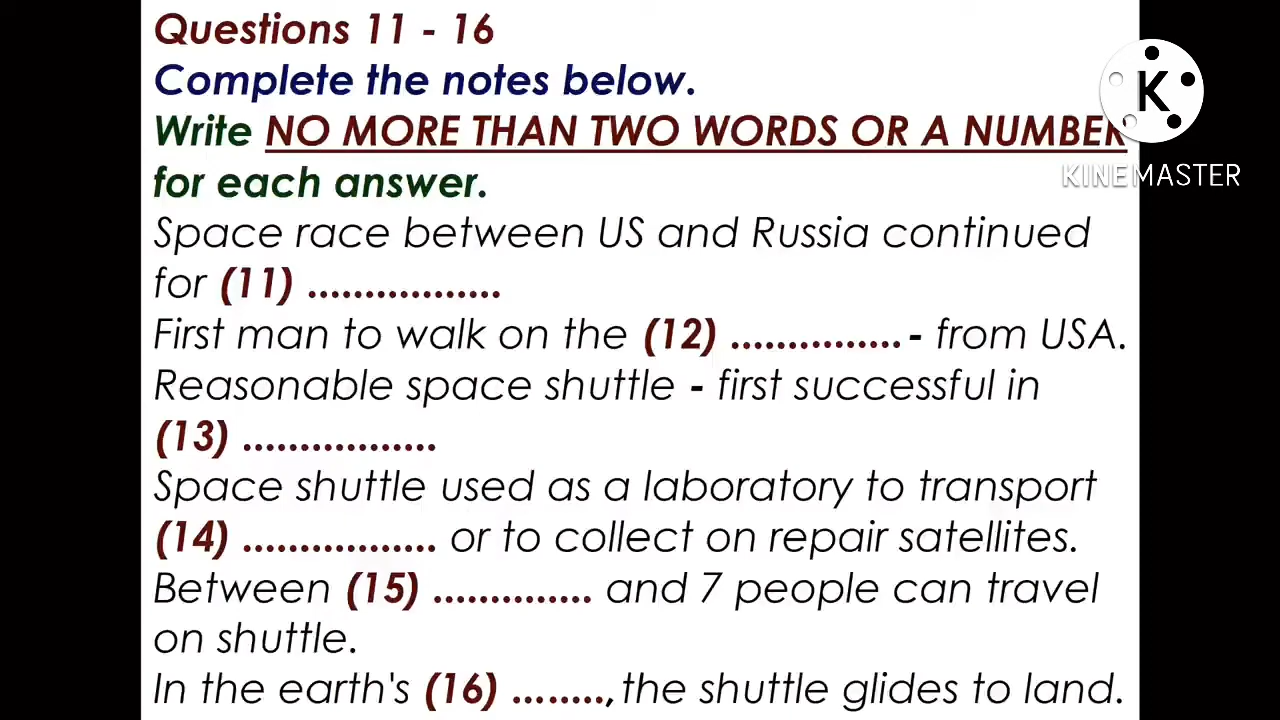 Questions 11 - 16
Complete the notes below.
Write NO MORE THAN TWO WORDS OR A NUMBER
for each answer.
K
KINEMASTER
Space race between US and Russia continued
for (11) .................
First man to walk on the (12) ............... - from USA.
Reasonable space shuttle - first successful in
(13) .................
Space shuttle used as a laboratory to transport
(14) ................. or to collect on repair satellites.
Between (15) .............. and 7 people can travel
on shuttle.
In the earth's (16) ........, the shuttle glides to land.